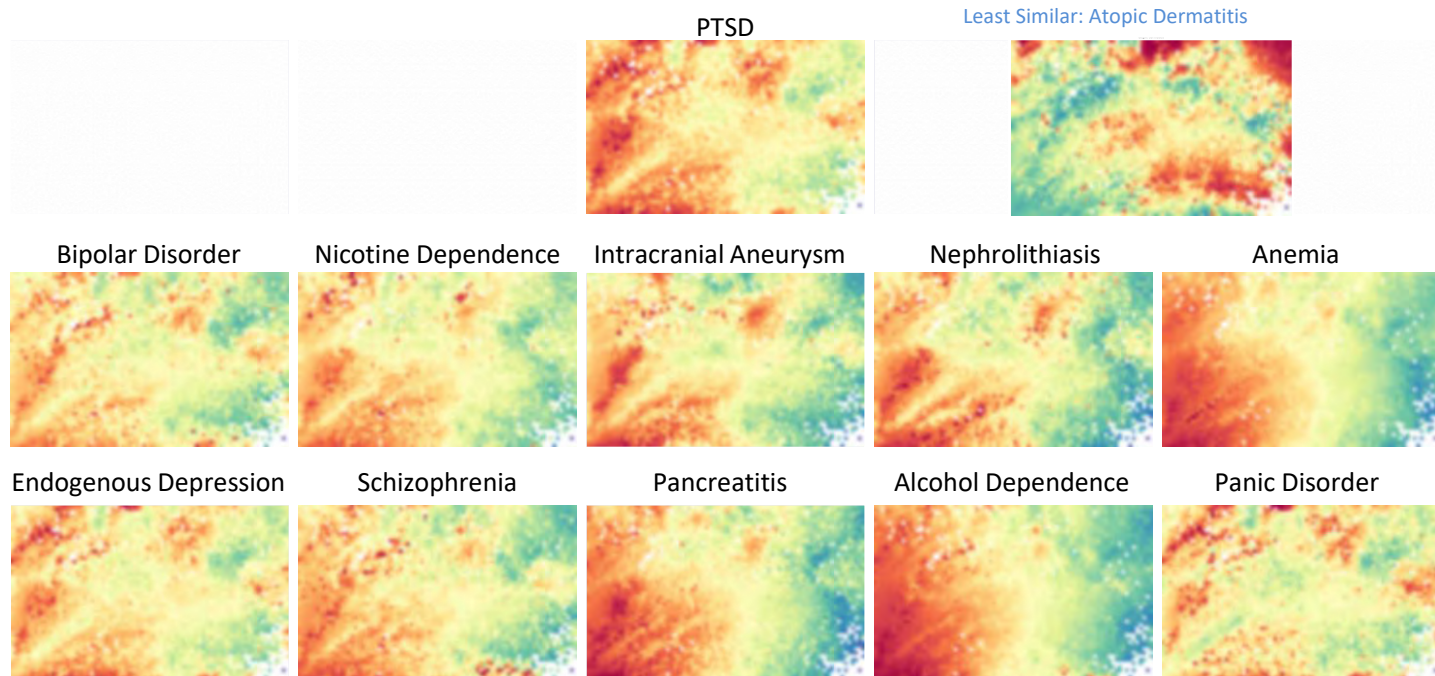 PTSD
Least Similar: Atopic Dermatitis
Bipolar Disorder
Nicotine Dependence
Intracranial Aneurysm
Nephrolithiasis
Anemia
Endogenous Depression
Schizophrenia
Pancreatitis
Alcohol Dependence
Panic Disorder